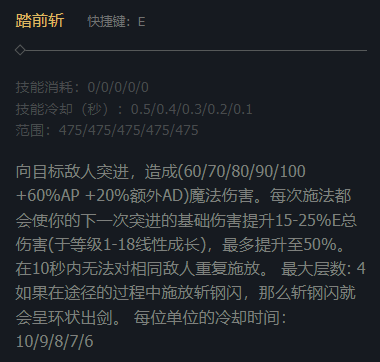 踏前斩 快捷键：E
技能消耗：0/0/0/0/0
技能冷却（秒）：0.5/0.4/0.3/0.2/0.1
范围：475/475/475/475/475
向目标敌人突进，造成(60/70/80/90/100
+60%AP +20%额外AD)魔法伤害。每次施法都
会使你的下一次突进的基础伤害提升15-25%E总
伤害(于等级1-18线性成长)，最多提升至50%。
在10秒内无法对相同敌人重复施放。 最大层数: 4
如果在途径的过程中施放斩钢闪，那么斩钢闪就
会呈环状出剑。 每位单位的冷却时间：
10/9/8/7/6